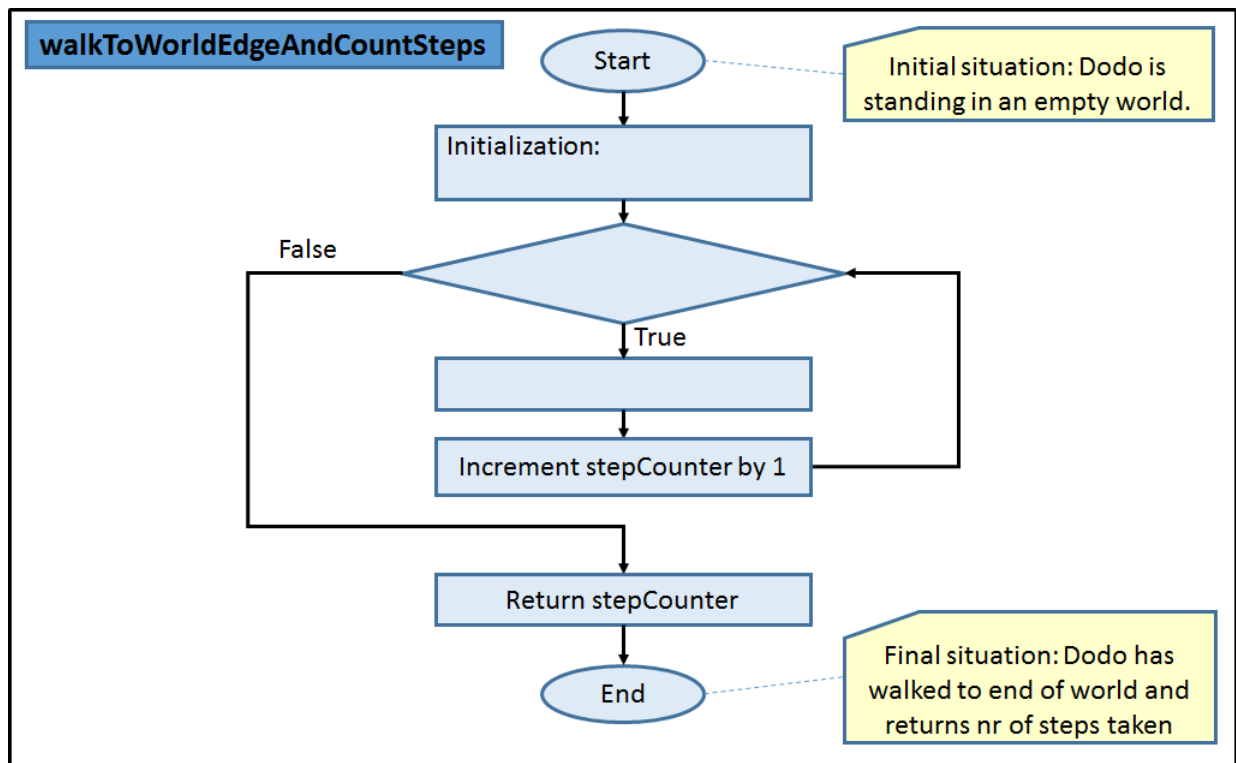 walkToWorldEdgeAndCountSteps
Start
Initial situation: Dodo is
standing in an empty world.
Initialization:
False
True
Increment stepCounter by 1
Return stepCounter
End
Final situation: Dodo has
walked to end of world and
returns nr of steps taken